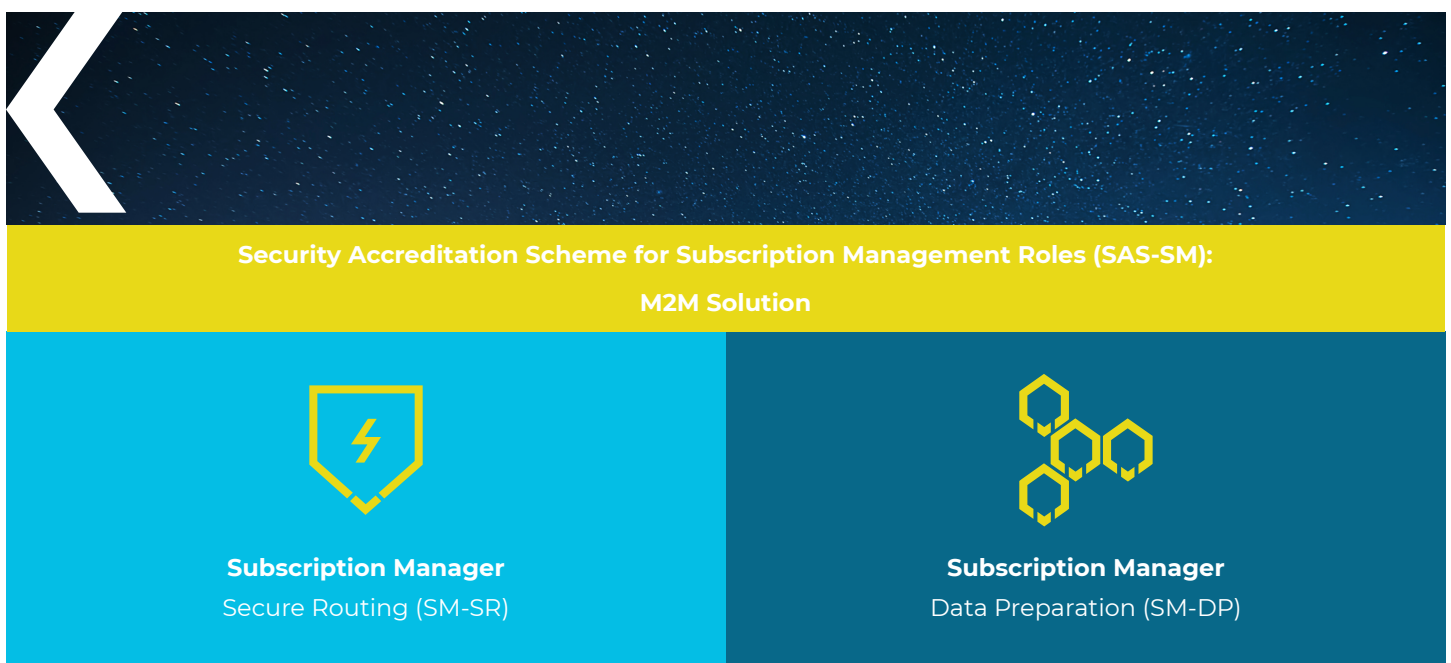 Security Accreditation Scheme for Subscription Management Roles (SAS-SM):
M2M Solution
Subscription Manager
Secure Routing (SM-SR)
Subscription Manager
Data Preparation (SM-DP)